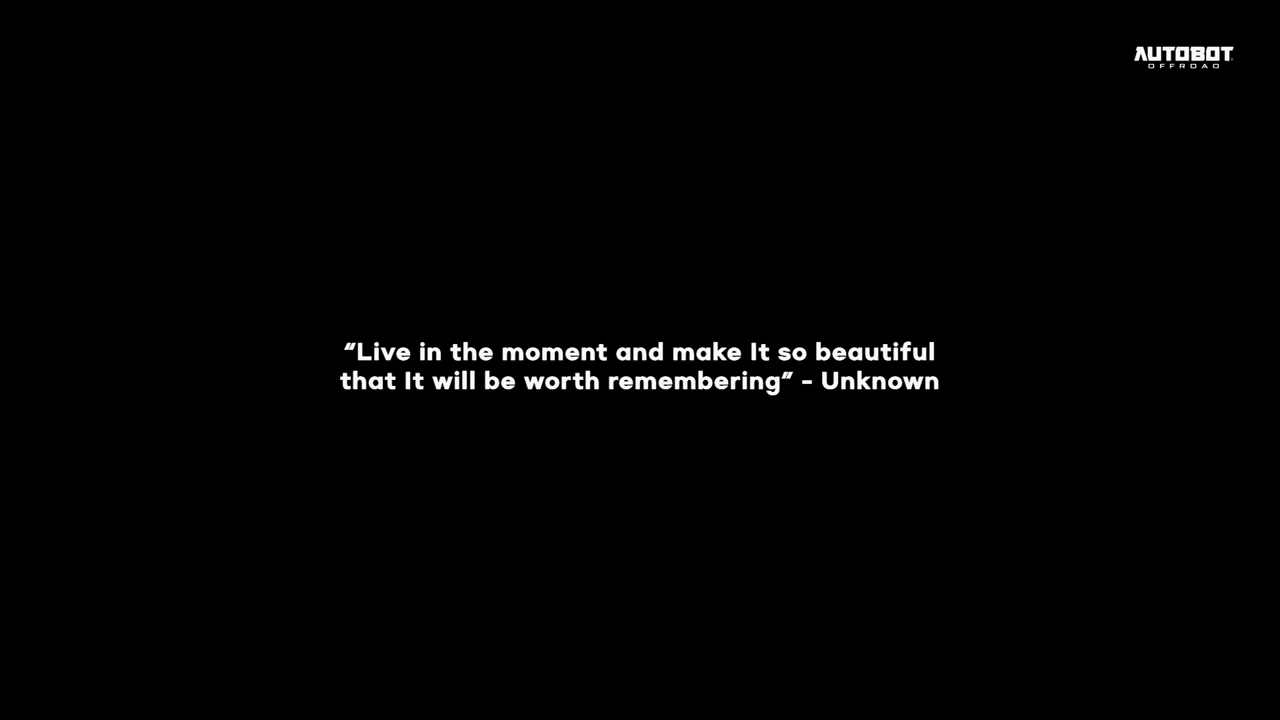 AUTOBOT
OFFROAD
“Live in the moment and make It so beautiful
that It will be worth remembering” - Unknown